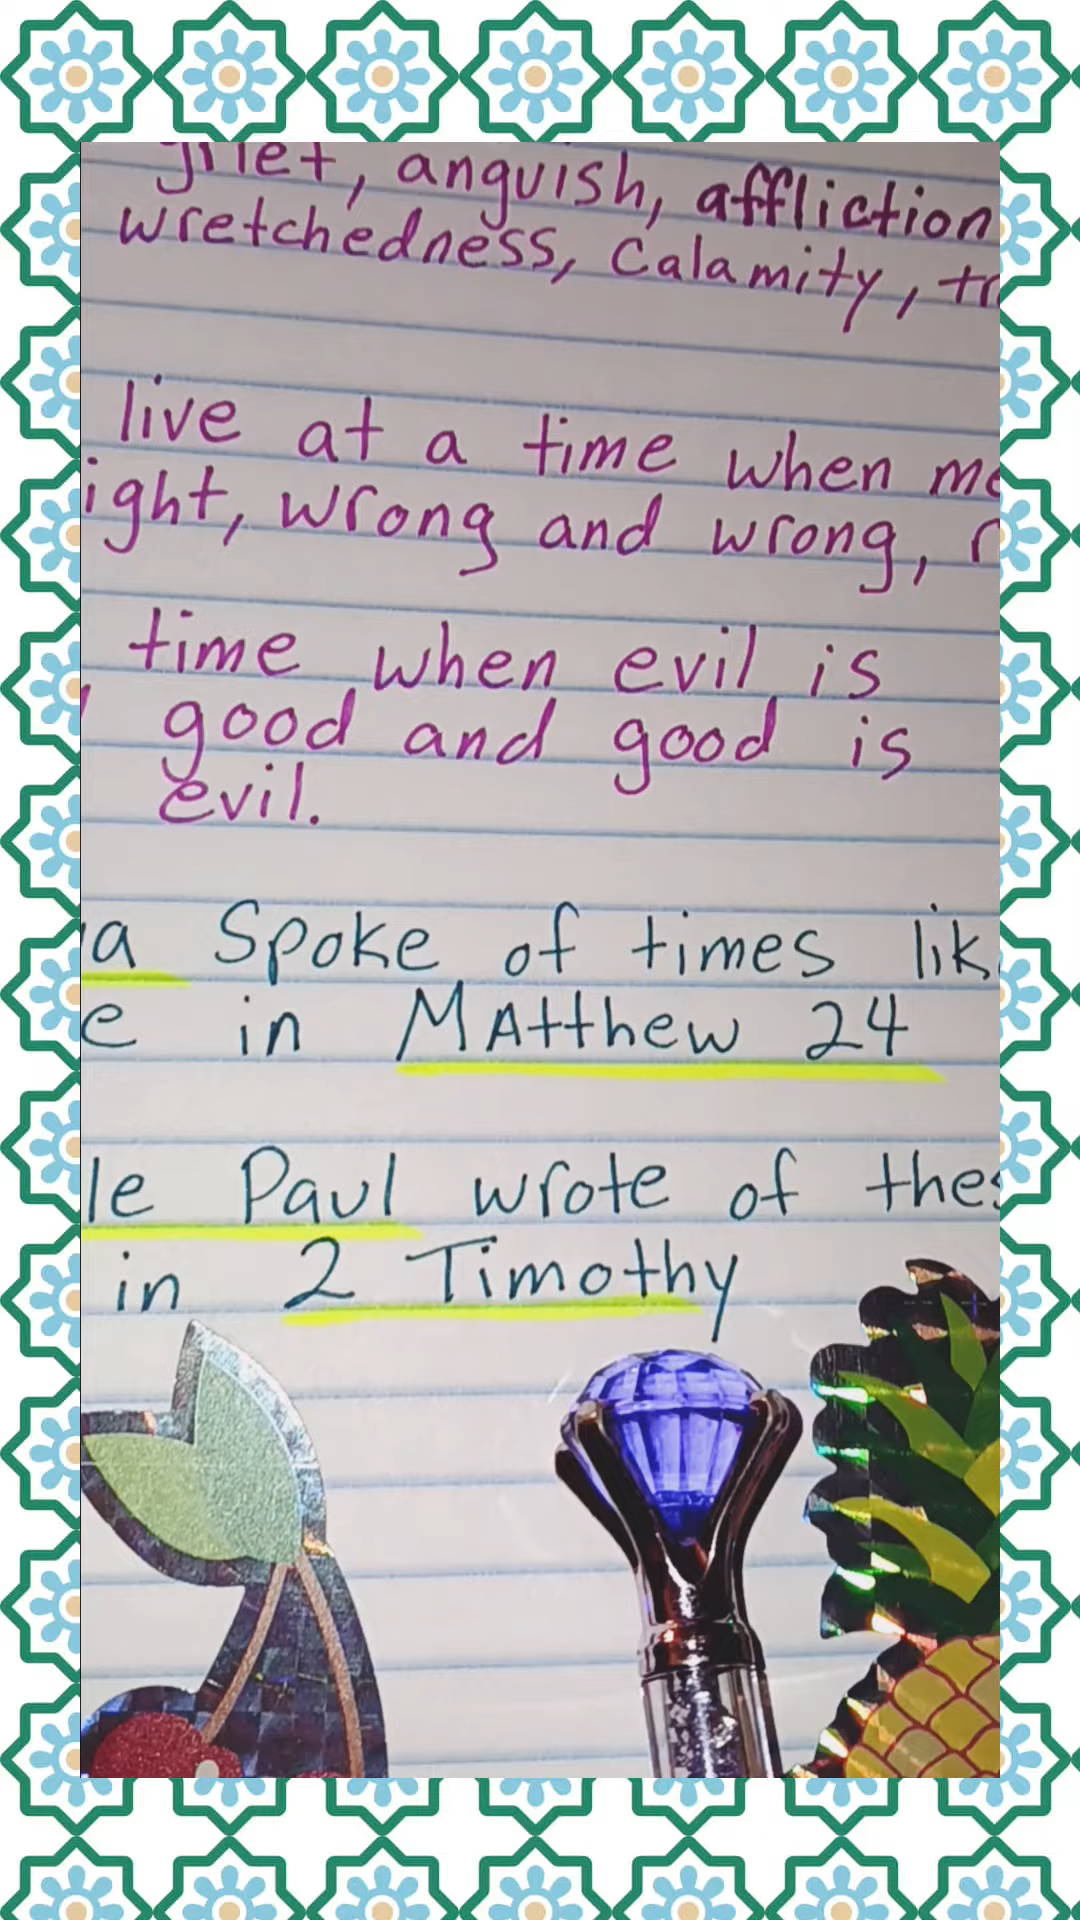 grief, anguish, affliction
wretchedness, Calamity,
live at a time when
wrong and wrong,
time when evil is
good and good is
evil.
Spoke of times
in MAtthew 24
Paul wrote of
in 2 Timothy